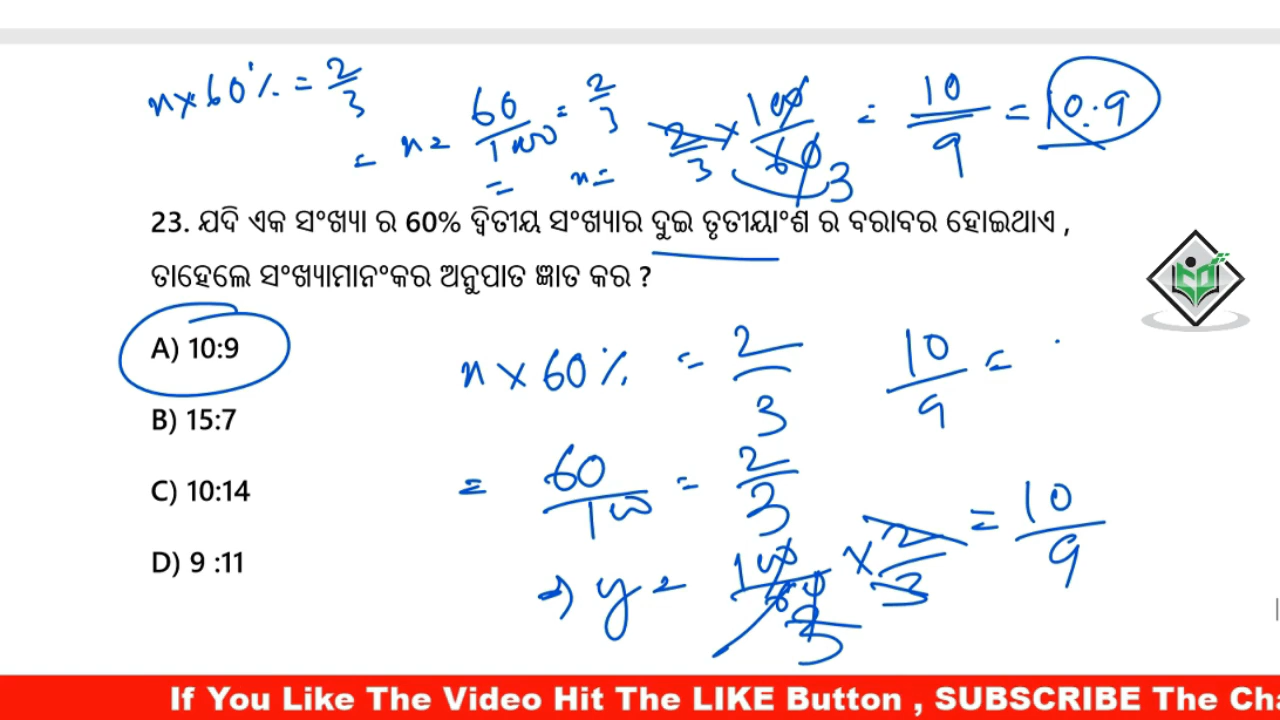 n × 60% = 2/3
= n = 60/100 = 2/3
= n = 2/3 × 100/60 3 = 10/9 = 10:9
23. ଯଦି ଏକ ସଂଖ୍ୟା ର 60% ଦ୍ୱିତୀୟ ସଂଖ୍ୟାର ଦୁଇ ତୃତୀୟାଂଶ ର ବରାବର ହୋଇଥାଏ ,
ତାହେଲେ ସଂଖ୍ୟାମାନଂକର ଅନୁପାତ ଜ୍ଞାତ କର ?
A) 10:9
n × 60% = 2/3
10/9 =
B) 15:7
C) 10:14
= 60/100 = 2/3
D) 9 :11
⇒ y = 100/60 3 × 2/3 = 10/9
If You Like The Video Hit The LIKE Button , SUBSCRIBE The Cha